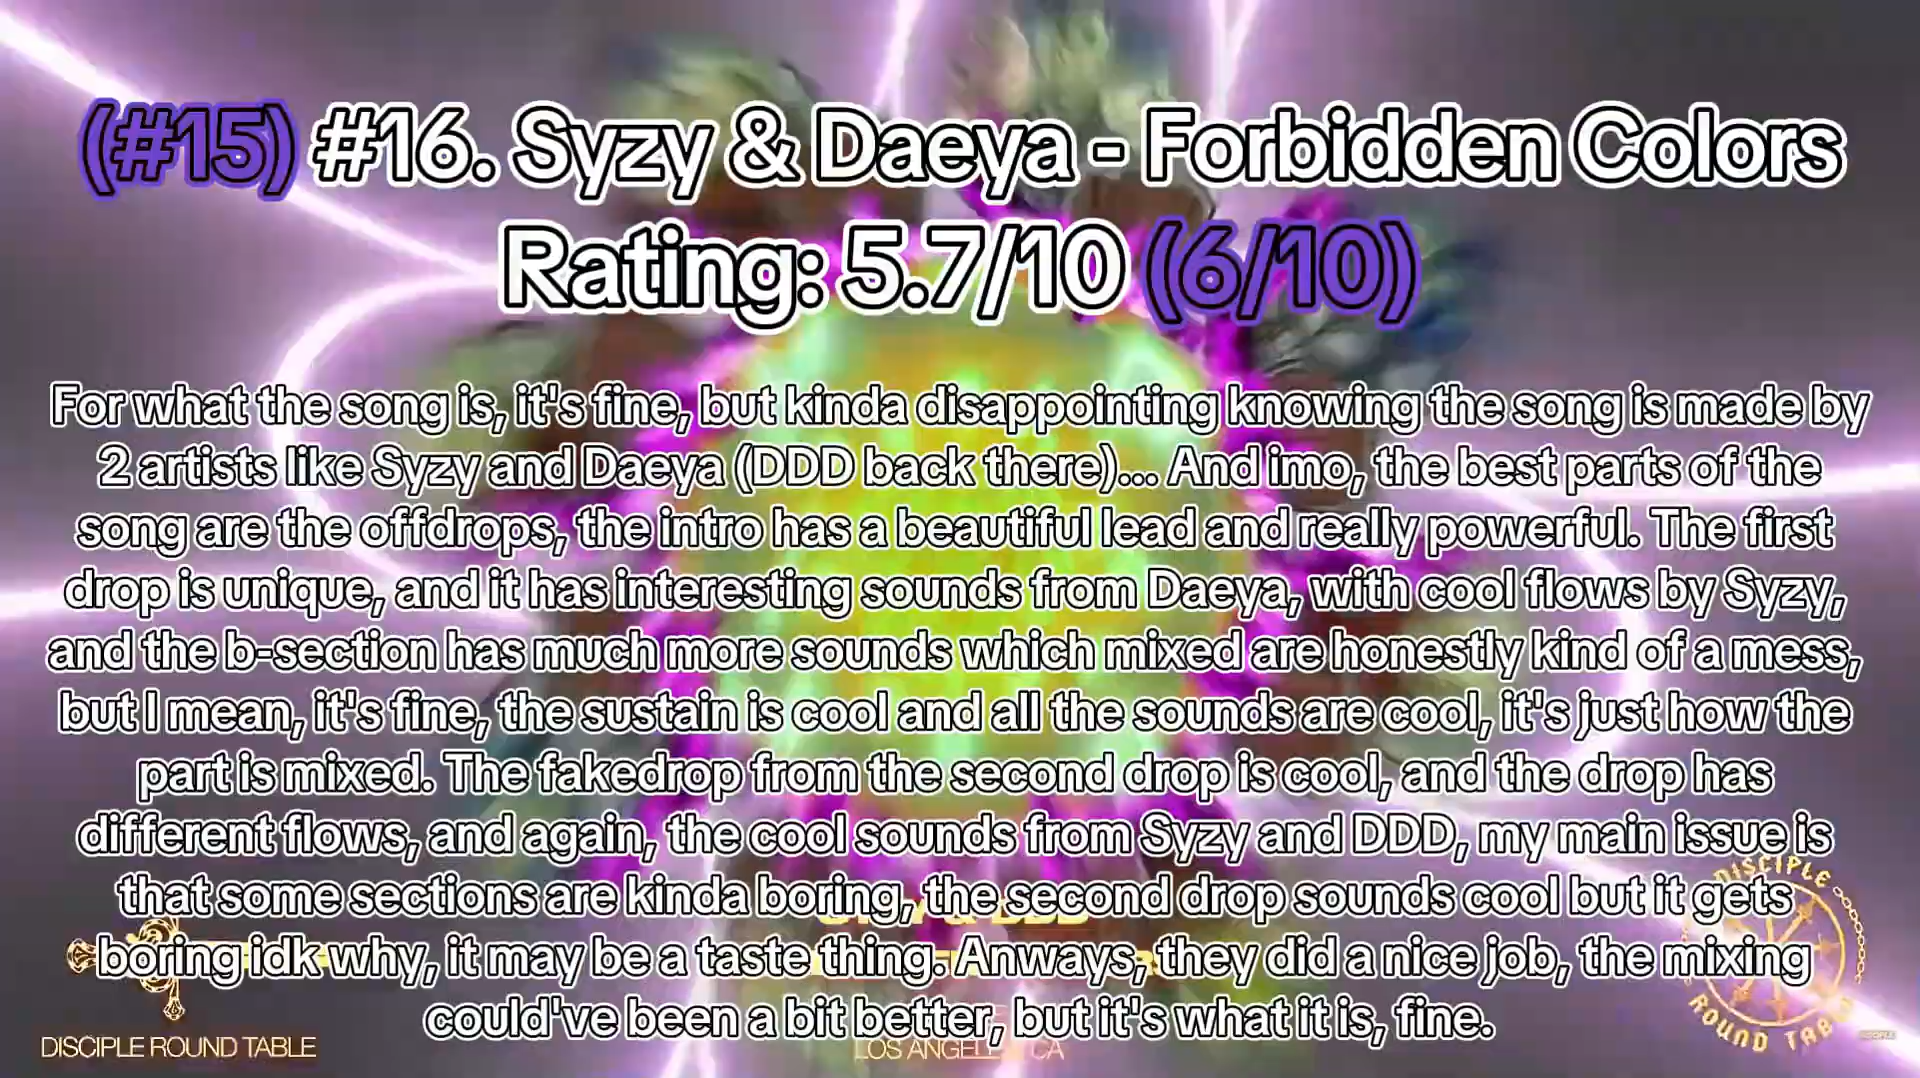 (#15) #16. Syzy & Daeya - Forbidden Colors
Rating: 5.7/10 (6/10)
For what the song is, it's fine, but kinda disappointing knowing the song is made by
2 artists like Syzy and Daeya (DDD back there)... And imo, the best parts of the
song are the offdrops, the intro has a beautiful lead and really powerful. The first
drop is unique, and it has interesting sounds from Daeya, with cool flows by Syzy,
and the b-section has much more sounds which mixed are honestly kind of a mess,
but I mean, it's fine, the sustain is cool and all the sounds are cool, it's just how the
part is mixed. The fakedrop from the second drop is cool, and the drop has
different flows, and again, the cool sounds from Syzy and DDD, my main issue is
that some sections are kinda boring, the second drop sounds cool but it gets
boring idk why, it may be a taste thing. Anways, they did a nice job, the mixing
could've been a bit better, but it's what it is, fine.
DISCIPLE ROUND TABLE
LOS ANGELES CA
DISCIPLE
ROUND TABLE